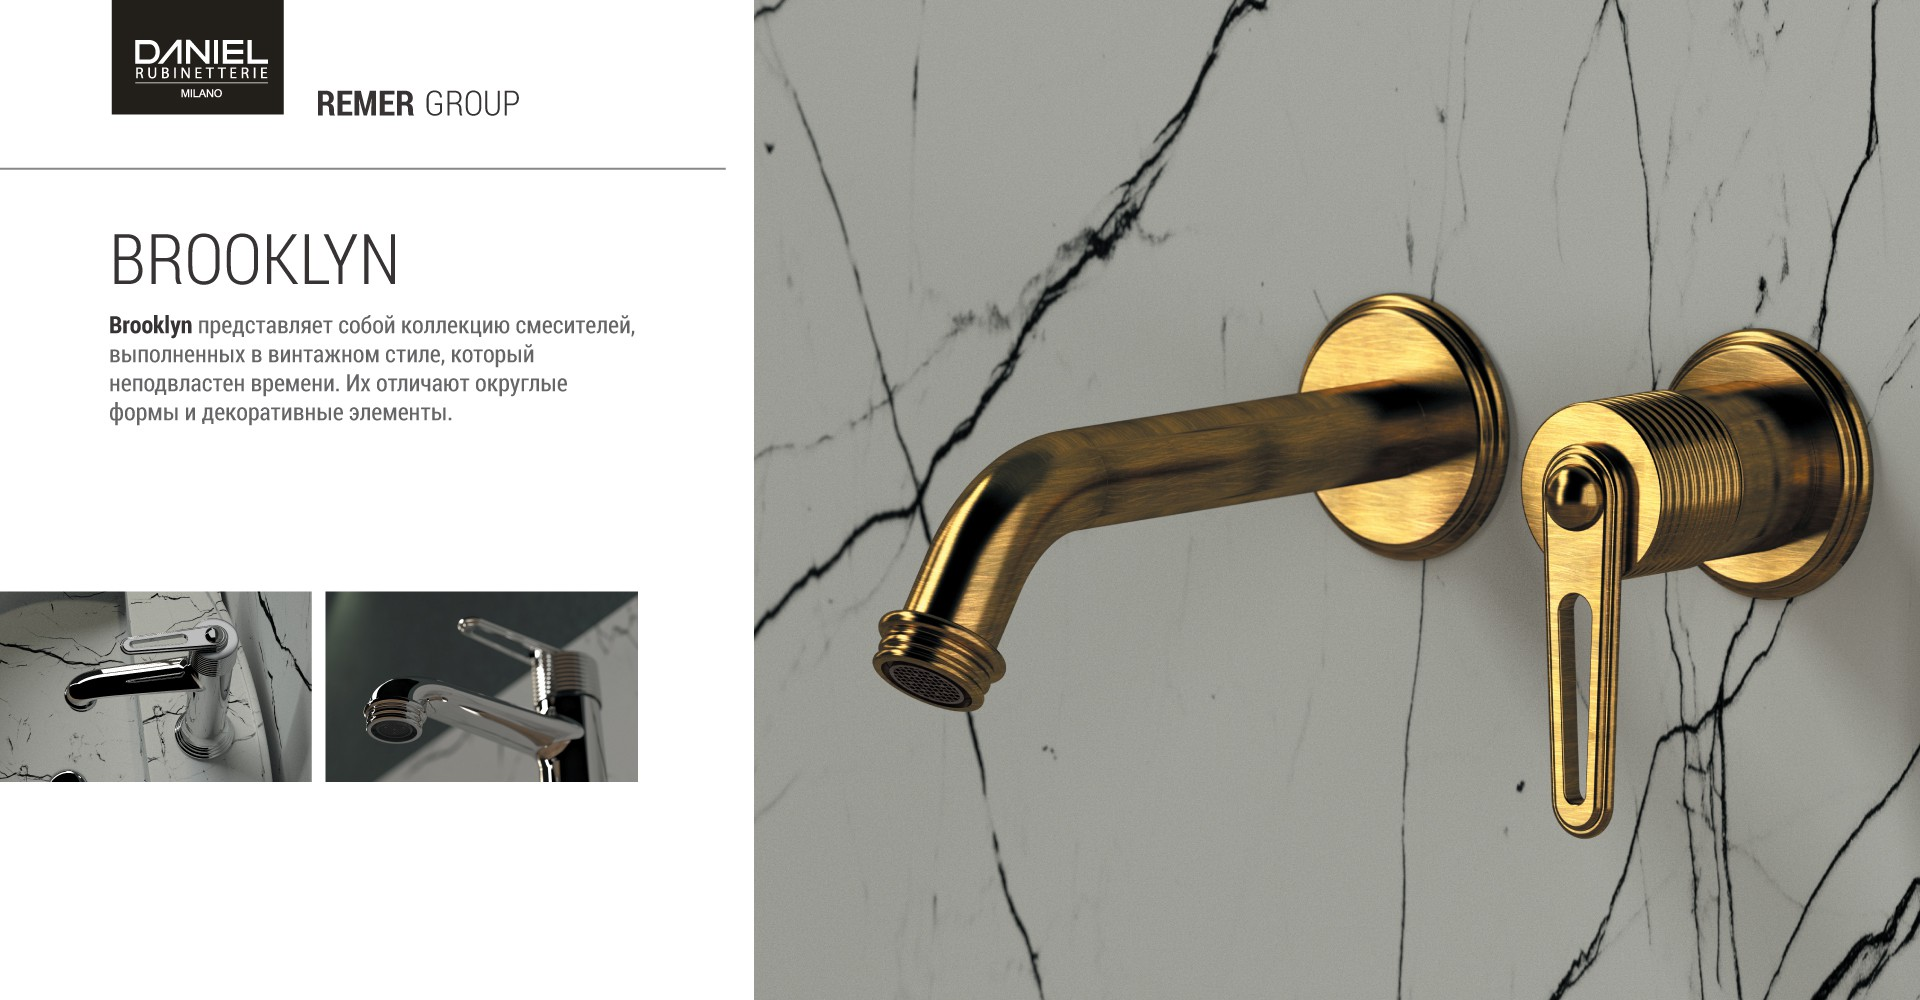 DANIEL
RUBINETTERIE
MILANO
REMER GROUP
BROOKLYN
Brooklyn представляет собой коллекцию смесителей,
выполненных в винтажном стиле, который
неподвластен времени. Их отличают округлые
формы и декоративные элементы.